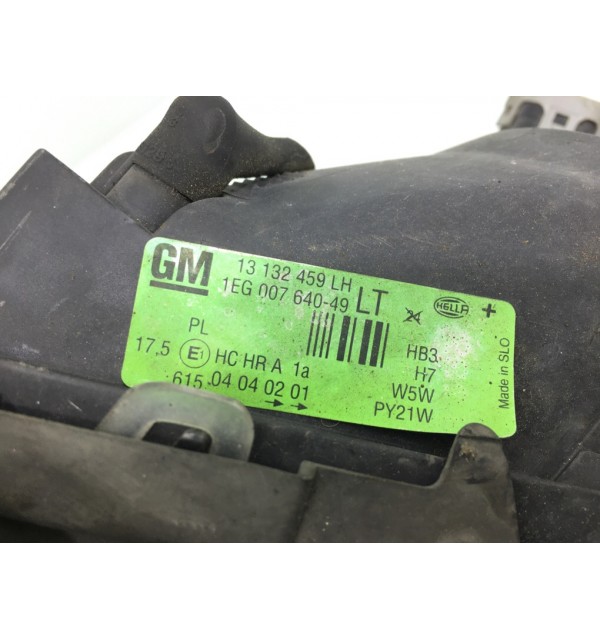 GM 13 132 459 LH
1EG 007 640-49 LT
24 HELLA +
PL
17,5 E1 HC HR A 1a
615 04 04 02 01
HB3
H7
W5W
PY21W
Made in SLO